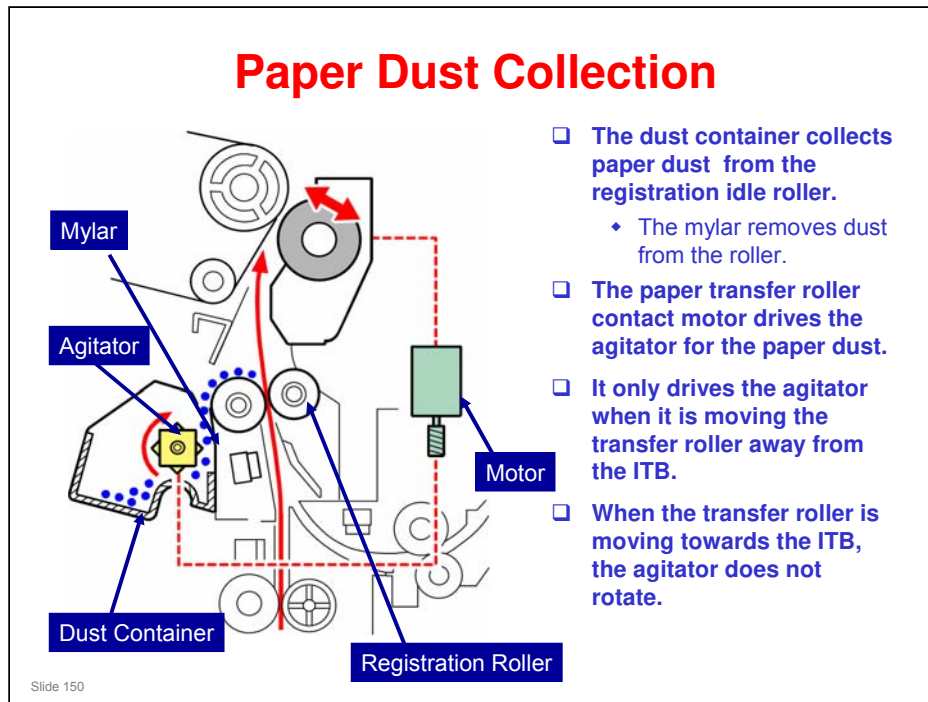 Paper Dust Collection
Mylar
Agitator
Dust Container
Motor
Registration Roller
❑ The dust container collects
paper dust from the
registration idle roller.
◆ The mylar removes dust
from the roller.
❑ The paper transfer roller
contact motor drives the
agitator for the paper dust.
❑ It only drives the agitator
when it is moving the
transfer roller away from
the ITB.
❑ When the transfer roller is
moving towards the ITB,
the agitator does not
rotate.
Slide 150